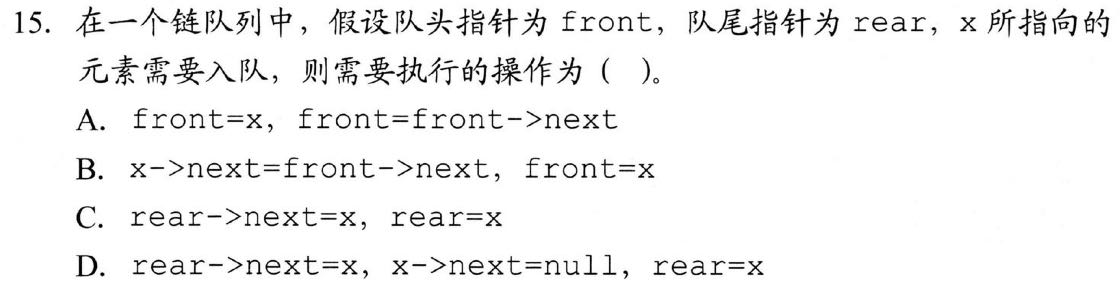 15. 在一个链队列中，假设队头指针为 front，队尾指针为 rear，x 所指向的
元素需要入队，则需要执行的操作为（　）。
A. front=x，front=front->next
B. x->next=front->next，front=x
C. rear->next=x，rear=x
D. rear->next=x，x->next=null，rear=x